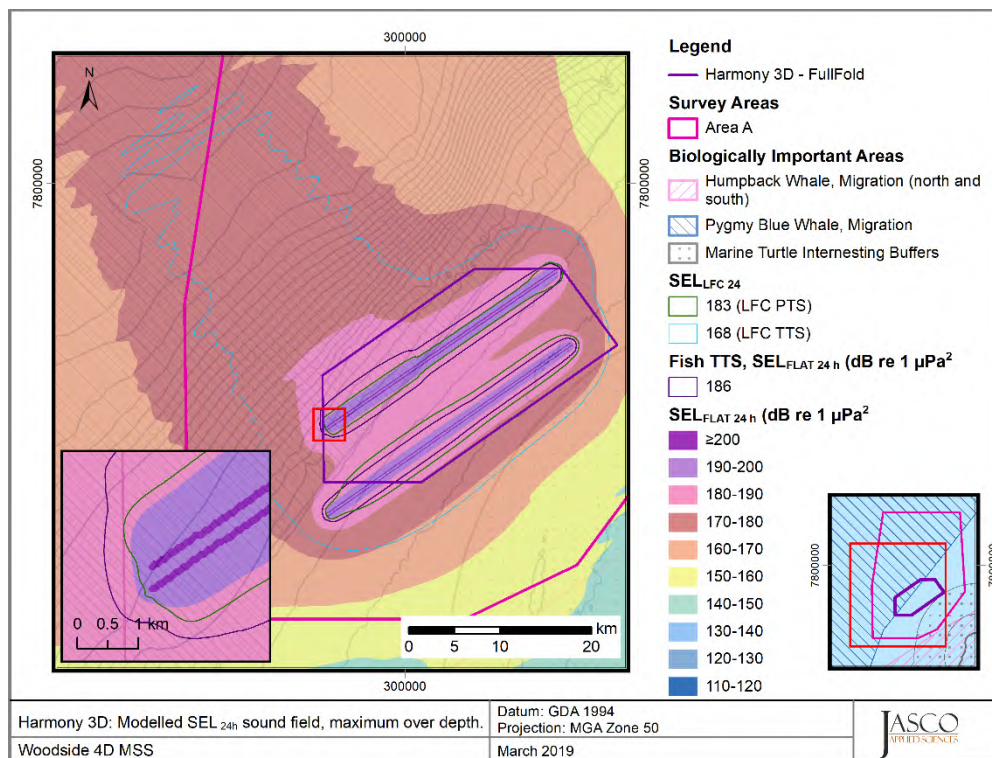 300000
N
7800000
7800000
0 0.5 1 km
km
0 5 10 20
300000
Legend
Harmony 3D - FullFold
Survey Areas
Area A
Biologically Important Areas
Humpback Whale, Migration (north and
south)
Pygmy Blue Whale, Migration
Marine Turtle Internesting Buffers
SEL LFC 24
183 (LFC PTS)
168 (LFC TTS)
Fish TTS, SEL FLAT 24 h (dB re 1 µPa²
186
SEL FLAT 24 h (dB re 1 µPa²
≥200
190-200
180-190
170-180
160-170
150-160
140-150
130-140
120-130
110-120
7800000
7800000
Harmony 3D: Modelled SEL 24h sound field, maximum over depth.
Woodside 4D MSS
Datum: GDA 1994
Projection: MGA Zone 50
March 2019
JASCO
APPLIED SCIENCES